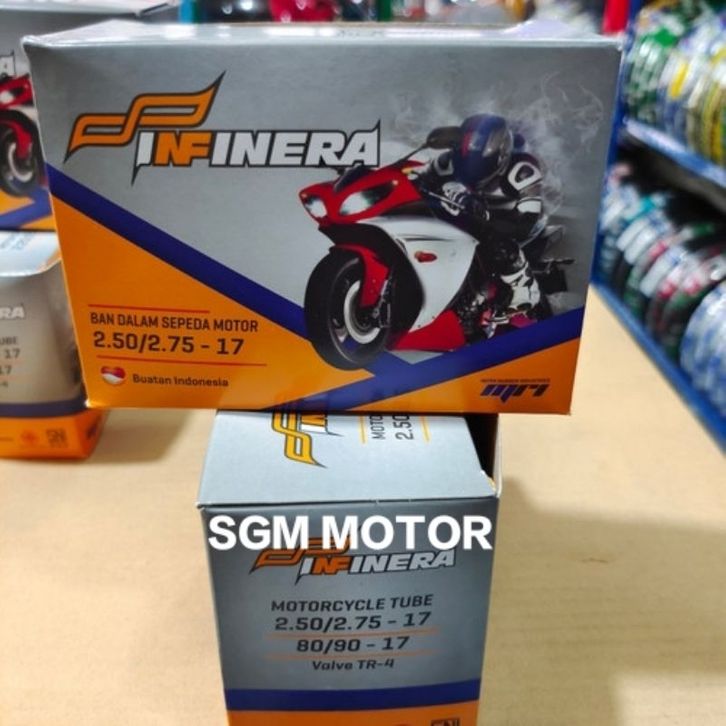 INFINERA
BAN DALAM SEPEDA MOTOR
2.50/2.75 - 17
Buatan Indonesia
MRI
SGM MOTOR
INFINERA
MOTORCYCLE TUBE
2.50/2.75 - 17
80/90 - 17
Valve TR-4